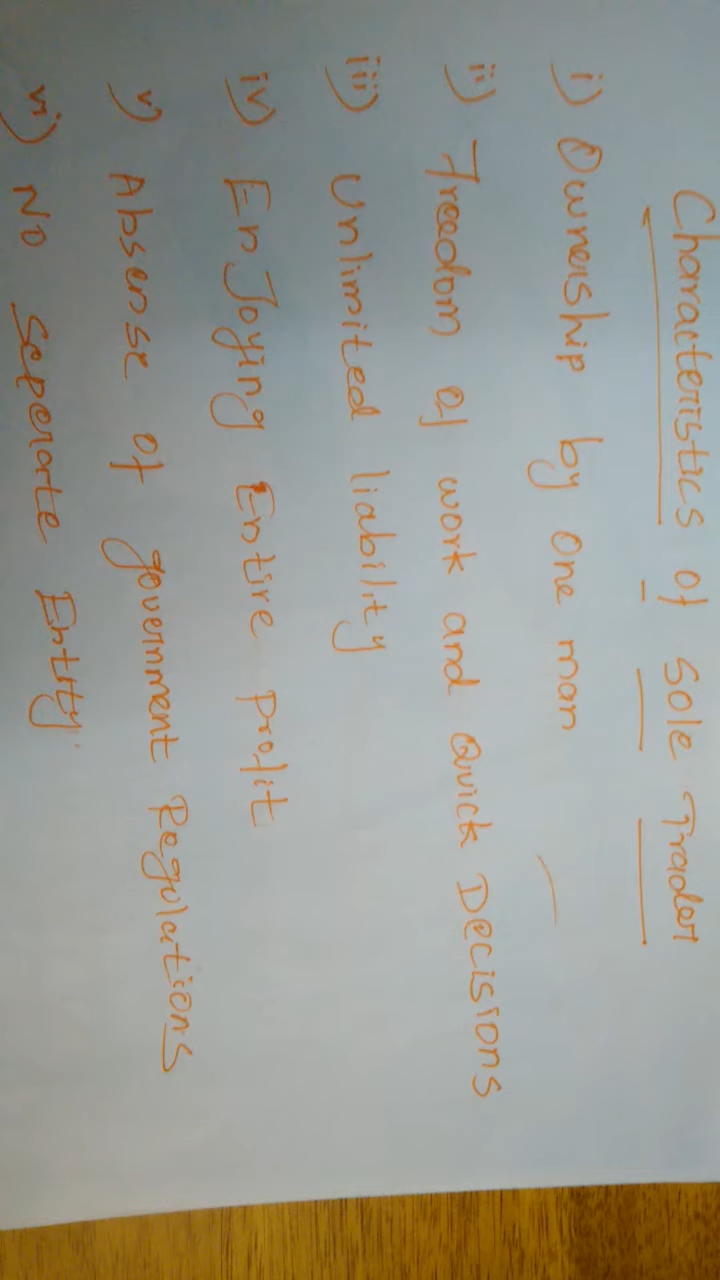 Characteristics of Sole Trader
i) Ownership by One man
ii) Freedom of work and Quick Decisions
iii) Unlimited liability
iv) EnJoying Entire Profit
v) Absense of government Regulations
vi) No Seperate Entity.